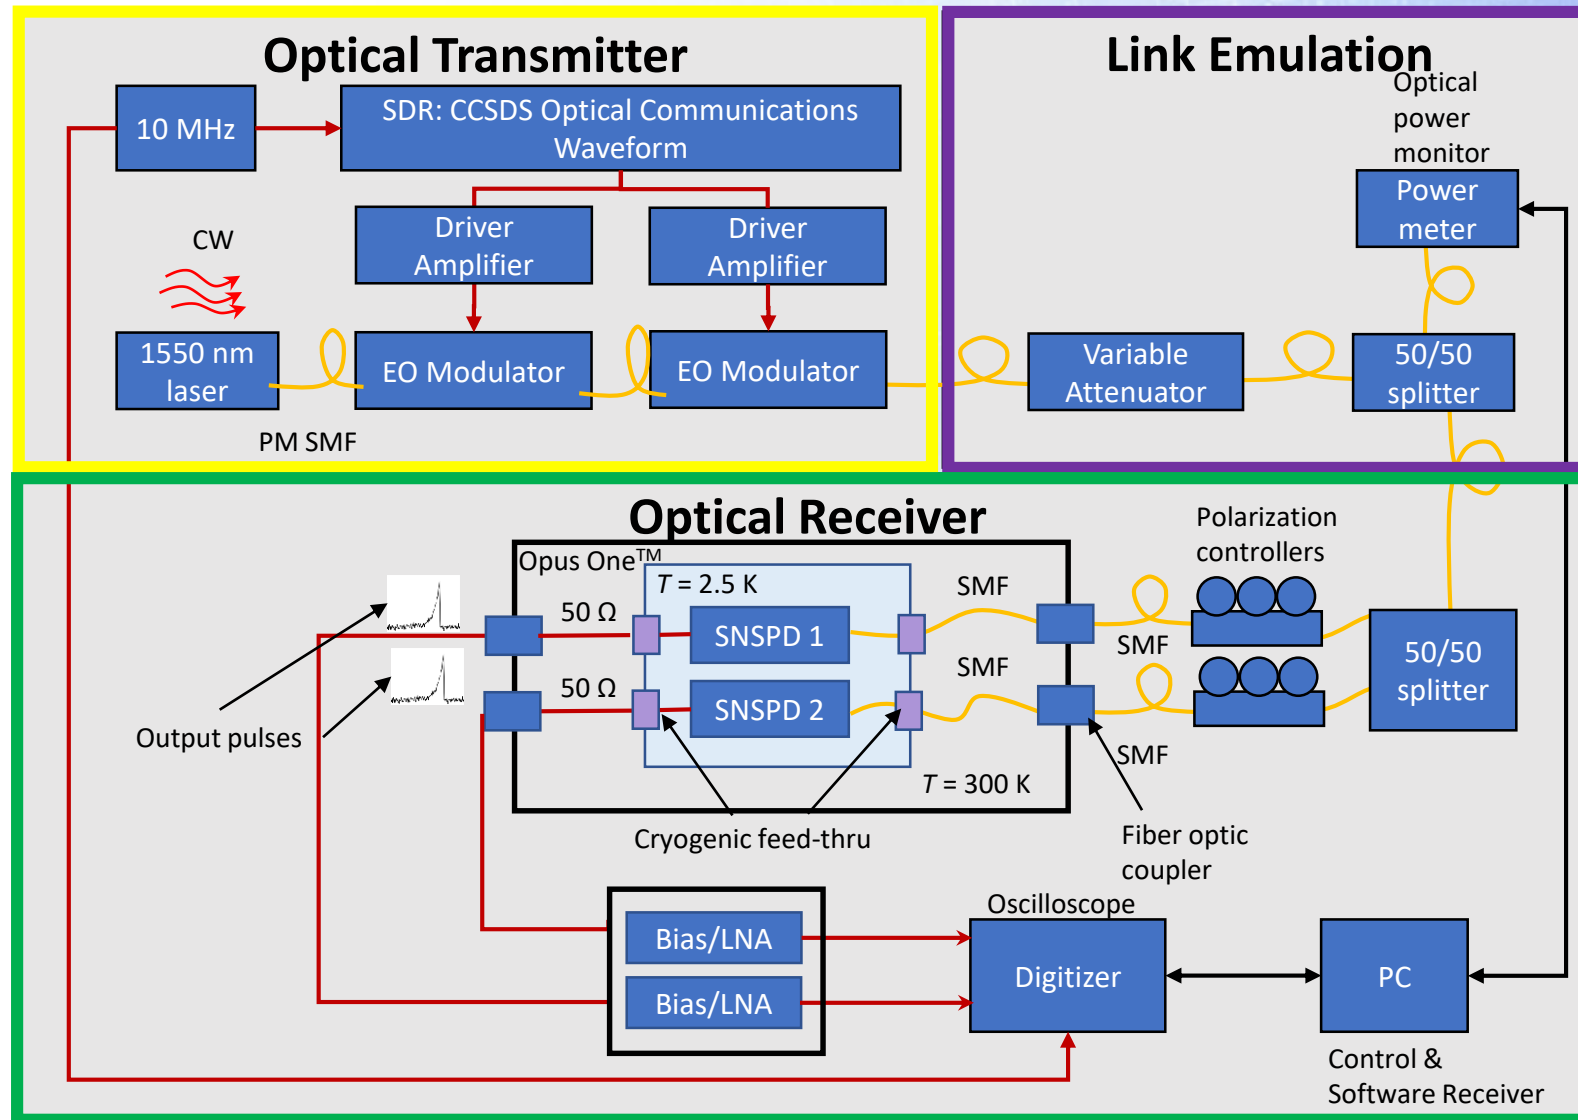 Optical Transmitter
10 MHz
SDR: CCSDS Optical Communications
Waveform
Driver
Amplifier
Driver
Amplifier
CW
1550 nm
laser
EO Modulator
EO Modulator
PM SMF
Link Emulation
Optical
power
monitor
Power
meter
Variable
Attenuator
50/50
splitter
Optical Receiver
Opus One™
T = 2.5 K
50 Ω
SNSPD 1
SMF
50 Ω
SNSPD 2
SMF
T = 300 K
Output pulses
Cryogenic feed-thru
Polarization
controllers
SMF
SMF
50/50
splitter
Fiber optic
coupler
Bias/LNA
Bias/LNA
Oscilloscope
Digitizer
PC
Control &
Software Receiver